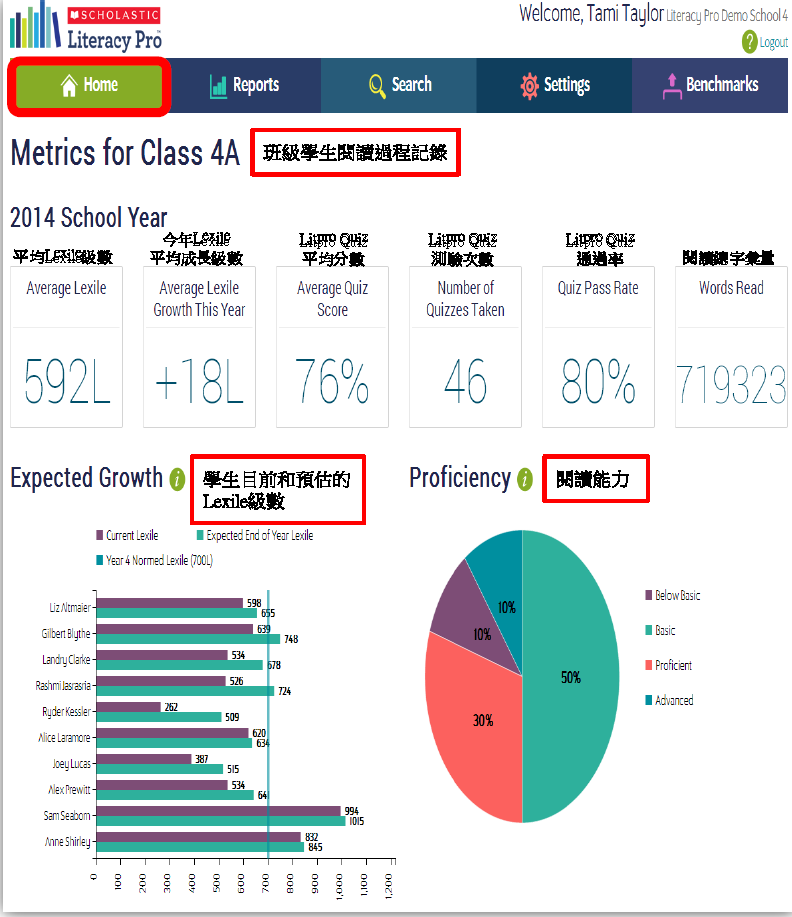 SCHOLASTIC
Literacy Pro
Welcome, Tami Taylor Literacy Pro Demo School 4
? Logout
Home Reports Search Settings Benchmarks
Metrics for Class 4A 班級學生閱讀過程記錄
2014 School Year
平均Lexile級數
今年Lexile
平均成長級數
Litpro Quiz
平均分數
Litpro Quiz
測驗次數
Litpro Quiz
通過率
閱讀總字彙量
Average Lexile
592L
Average Lexile
Growth This Year
+18L
Average Quiz
Score
76%
Number of
Quizzes Taken
46
Quiz Pass Rate
80%
Words Read
719323
Expected Growth i
學生目前和預估的
Lexile級數
Current Lexile Expected End of Year Lexile
Year 4 Normed Lexile (700L)
Liz Altmaier 598
655
Gilbert Blythe 639
748
Landry Clarke 534
678
Rashmi Jasrasria 526
724
Ryder Kessler 262
509
Alice Laramore 620
634
Joey Lucas 387
515
Alex Prewitt 534
641
Sam Seaborn 994
1015
Anne Shirley 832
845
0 100 200 300 400 500 600 700 800 900 1,000 1,100 1,200
Proficiency i
閱讀能力
10%
10%
50%
30%
Below Basic
Basic
Proficient
Advanced